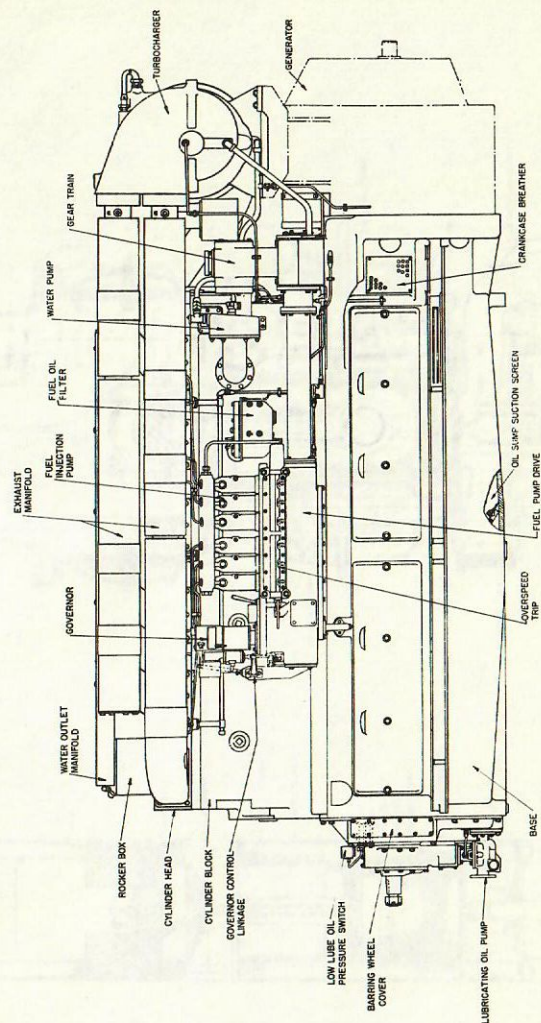 WATER OUTLET
MANIFOLD
ROCKER BOX
CYLINDER HEAD
CYLINDER BLOCK
GOVERNOR CONTROL
LINKAGE
GOVERNOR
EXHAUST
MANIFOLD
FUEL
INJECTION
PUMP
FUEL OIL
FILTER
WATER PUMP
GEAR TRAIN
TURBOCHARGER
GENERATOR
LOW LUBE OIL
PRESSURE SWITCH
BARRING WHEEL
COVER
LUBRICATING OIL PUMP
BASE
OVERSPEED
TRIP
FUEL PUMP DRIVE
OIL SUMP SUCTION SCREEN
CRANKCASE BREATHER